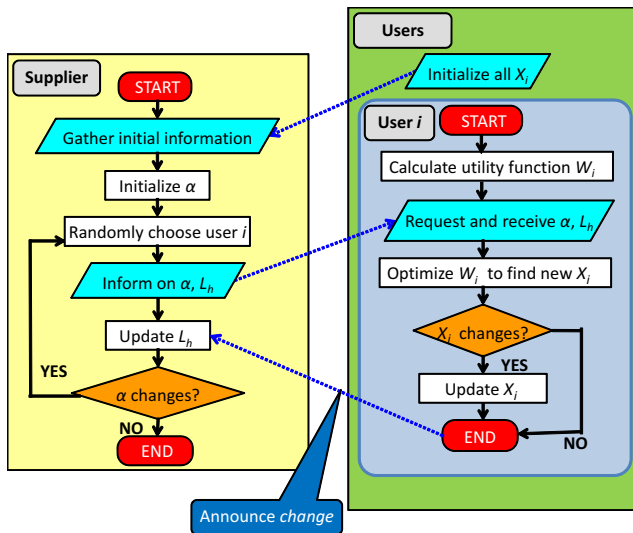 Supplier
START
Gather initial information
Initialize α
Randomly choose user i
Inform on α, Lh
Update Lh
YES
α changes?
NO
END
Users
Initialize all Xi
User i
START
Calculate utility function Wi
Request and receive α, Lh
Optimize Wi to find new Xi
Xi changes?
YES
Update Xi
END
NO
Announce change